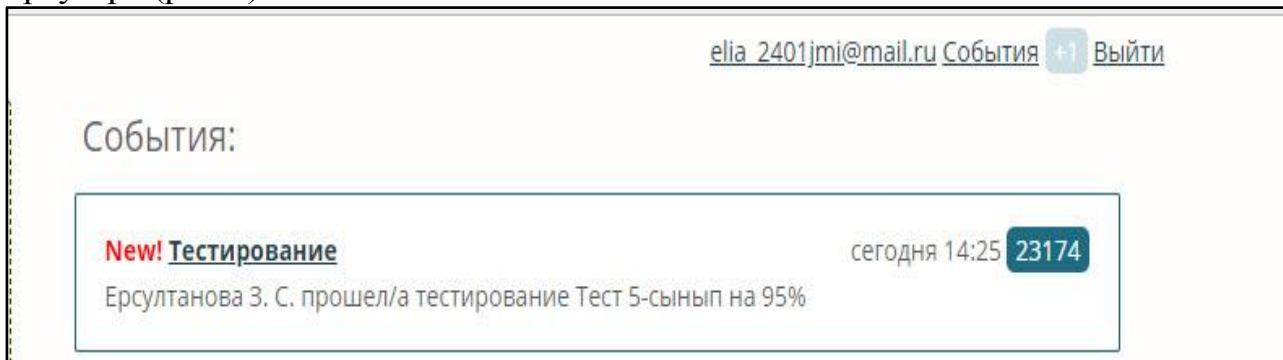 elia_2401jmi@mail.ru События +1 Выйти
События:
New! Тестирование сегодня 14:25 23174
Ерсултанова З. С. прошел/а тестирование Тест 5-сынып на 95%